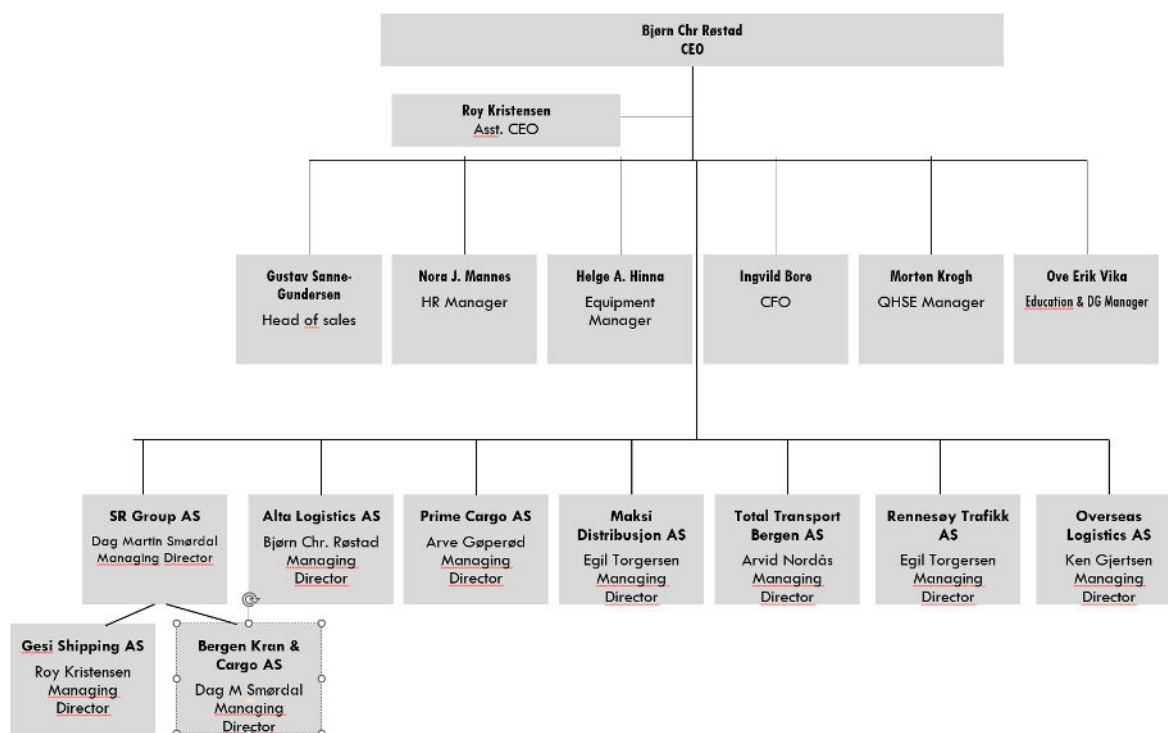 Bjørn Chr Røstad
CEO
Roy Kristensen
Asst. CEO
Gustav Sanne-
Gundersen
Head of sales
Nora J. Mannes
HR Manager
Helge A. Hinna
Equipment
Manager
Ingvild Bore
CFO
Morten Krogh
QHSE Manager
Ove Erik Vika
Education & DG Manager
SR Group AS
Dag Martin Smørdal
Managing Director
Alta Logistics AS
Bjørn Chr. Røstad
Managing
Director
Prime Cargo AS
Arve Gøperød
Managing
Director
Maksi
Distribusjon AS
Egil Torgersen
Managing
Director
Total Transport
Bergen AS
Arvid Nordås
Managing
Director
Rennesøy Trafikk
AS
Egil Torgersen
Managing
Director
Overseas
Logistics AS
Ken Gjertsen
Managing
Director
Gesi Shipping AS
Roy Kristensen
Managing
Director
Bergen Kran &
Cargo AS
Dag M Smørdal
Managing
Director